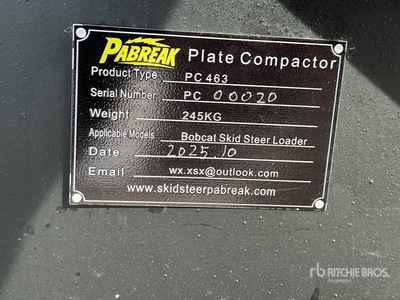 PABREAK Plate Compactor
Product Type PC 463
Serial Number PC 00020
Weight 245KG
Applicable Models Bobcat Skid Steer Loader
Date 2025.10
Email wx.xsx@outlook.com
www.skidsteerpabreak.com
rb RITCHIE BROS.